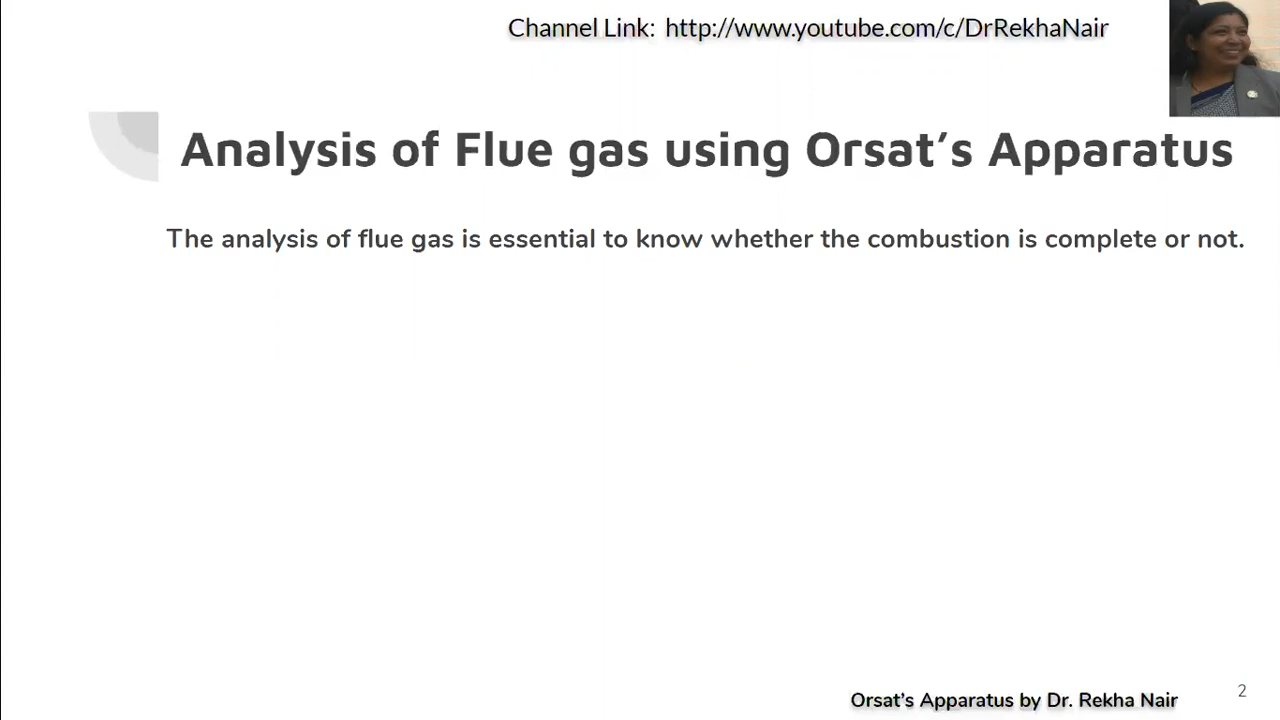 Channel Link: http://www.youtube.com/c/DrRekhaNair
Analysis of Flue gas using Orsat’s Apparatus
The analysis of flue gas is essential to know whether the combustion is complete or not.
Orsat’s Apparatus by Dr. Rekha Nair
2